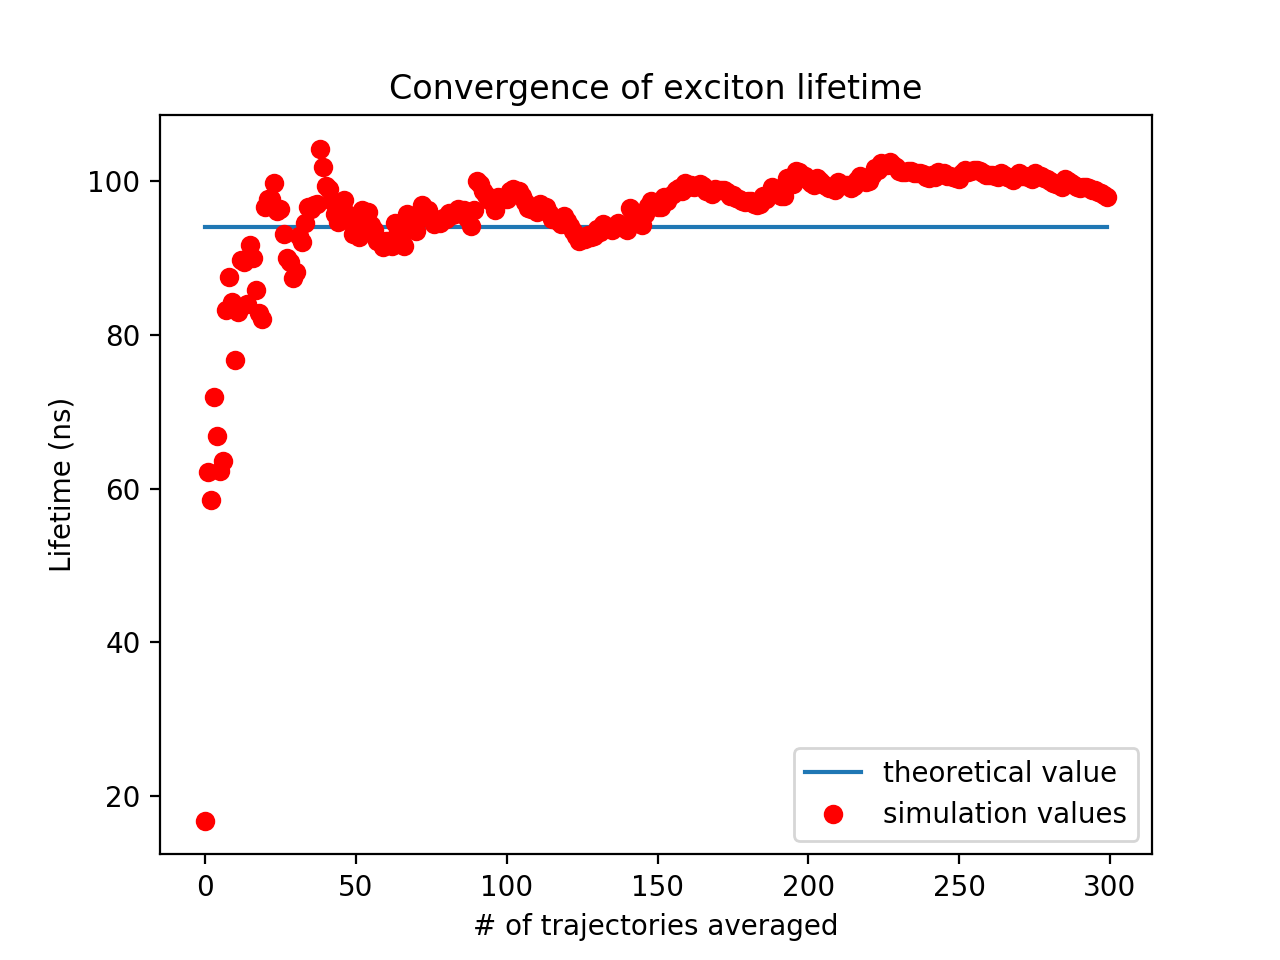 Convergence of exciton lifetime
100
80
60
40
20
Lifetime (ns)
theoretical value
simulation values
0 50 100 150 200 250 300
# of trajectories averaged